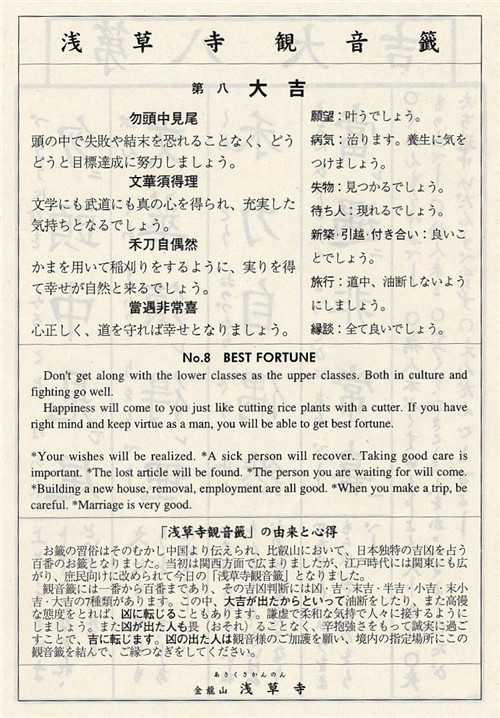 浅草寺観音籤
第八 大吉
勿頭中見尾
頭の中で失敗や結末を恐れることなく、どう
どうと目標達成に努力しましょう。
文華須得理
文学にも武道にも真の心を得られ、充実した
気持ちとなるでしょう。
禾刀自偶然
かまを用いて稲刈りをするように、実りを得
て幸せが自然と来るでしょう。
當遇非常喜
心正しく、道を守れば幸せとなりましょう。
願望：叶うでしょう。
病気：治ります。養生に気を
つけましょう。
失物：見つかるでしょう。
待ち人：現れるでしょう。
新築・引越・付き合い：良いこ
とでしょう。
旅行：道中、油断しないよう
にしましょう。
縁談：全て良いでしょう。
No.8 BEST FORTUNE
Don't get along with the lower classes as the upper classes. Both in culture and
fighting go well.
Happiness will come to you just like cutting rice plants with a cutter. If you have
right mind and keep virtue as a man, you will be able to get best fortune.
*Your wishes will be realized. *A sick person will recover. Taking good care is
important. *The lost article will be found. *The person you are waiting for will come.
*Building a new house, removal, employment are all good. *When you make a trip, be
careful. *Marriage is very good.
「浅草寺観音籤」の由来と心得
お籤の習俗はそのむかし中国より伝えられ、比叡山において、日本独特の吉凶を占う
百番のお籤となりました。当初は関西方面で広まりましたが、江戸時代には関東にも広
がり、庶民向けに改められて今日の「浅草寺観音籤」となりました。
観音籤には一番から百番まであり、その吉凶判断には凶・吉・末吉・半吉・小吉・末小
吉・大吉の7種類があります。この中、大吉が出たからといって油断をしたり、また高慢
な態度をとれば、凶に転じることもあります。謙虚で柔和な気持で人々に接するように
しましょう。また凶が出た人も畏（おそれ）ることなく、辛抱強さをもって誠実に過ご
すことで、吉に転じます。凶の出た人は観音様のご加護を願い、境内の指定場所にこの
観音籤を結んで、ご縁つなぎをしてください。
あさくさかんのん
金龍山 浅草寺